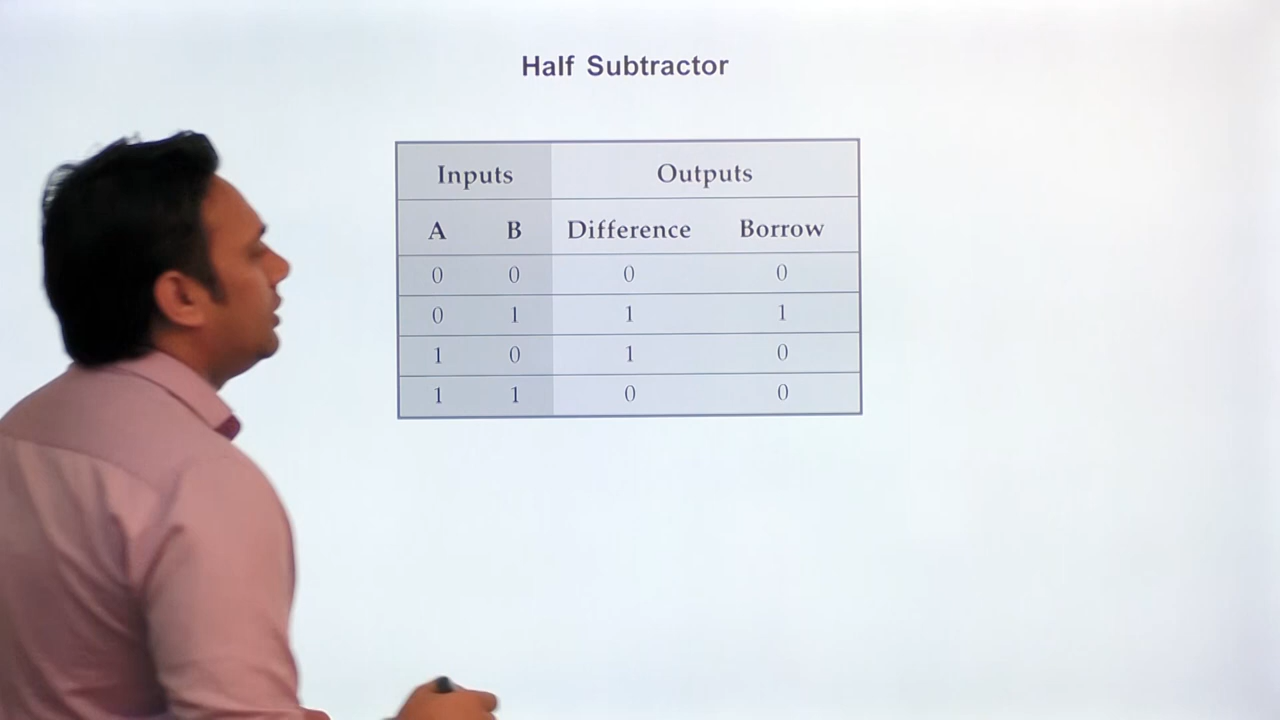 Half Subtractor
Inputs Outputs
A B Difference Borrow
0 0 0 0
0 1 1 1
1 0 1 0
1 1 0 0